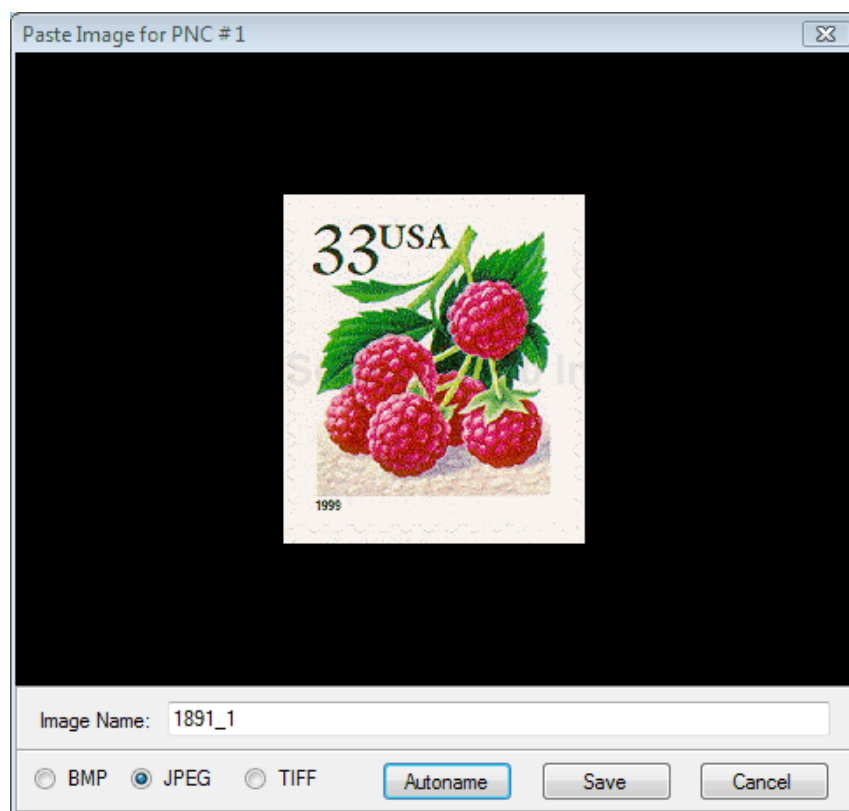 Paste Image for PNC # 1
33USA
1999
Image Name: 1891_1
BMP JPEG TIFF Autoname Save Cancel